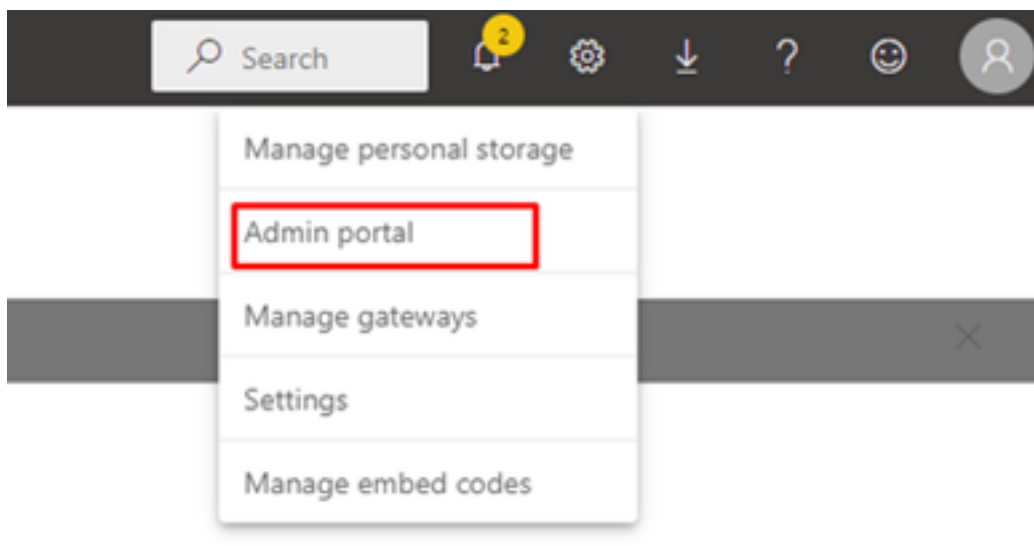 Search
2
?
Manage personal storage
Admin portal
Manage gateways
Settings
Manage embed codes